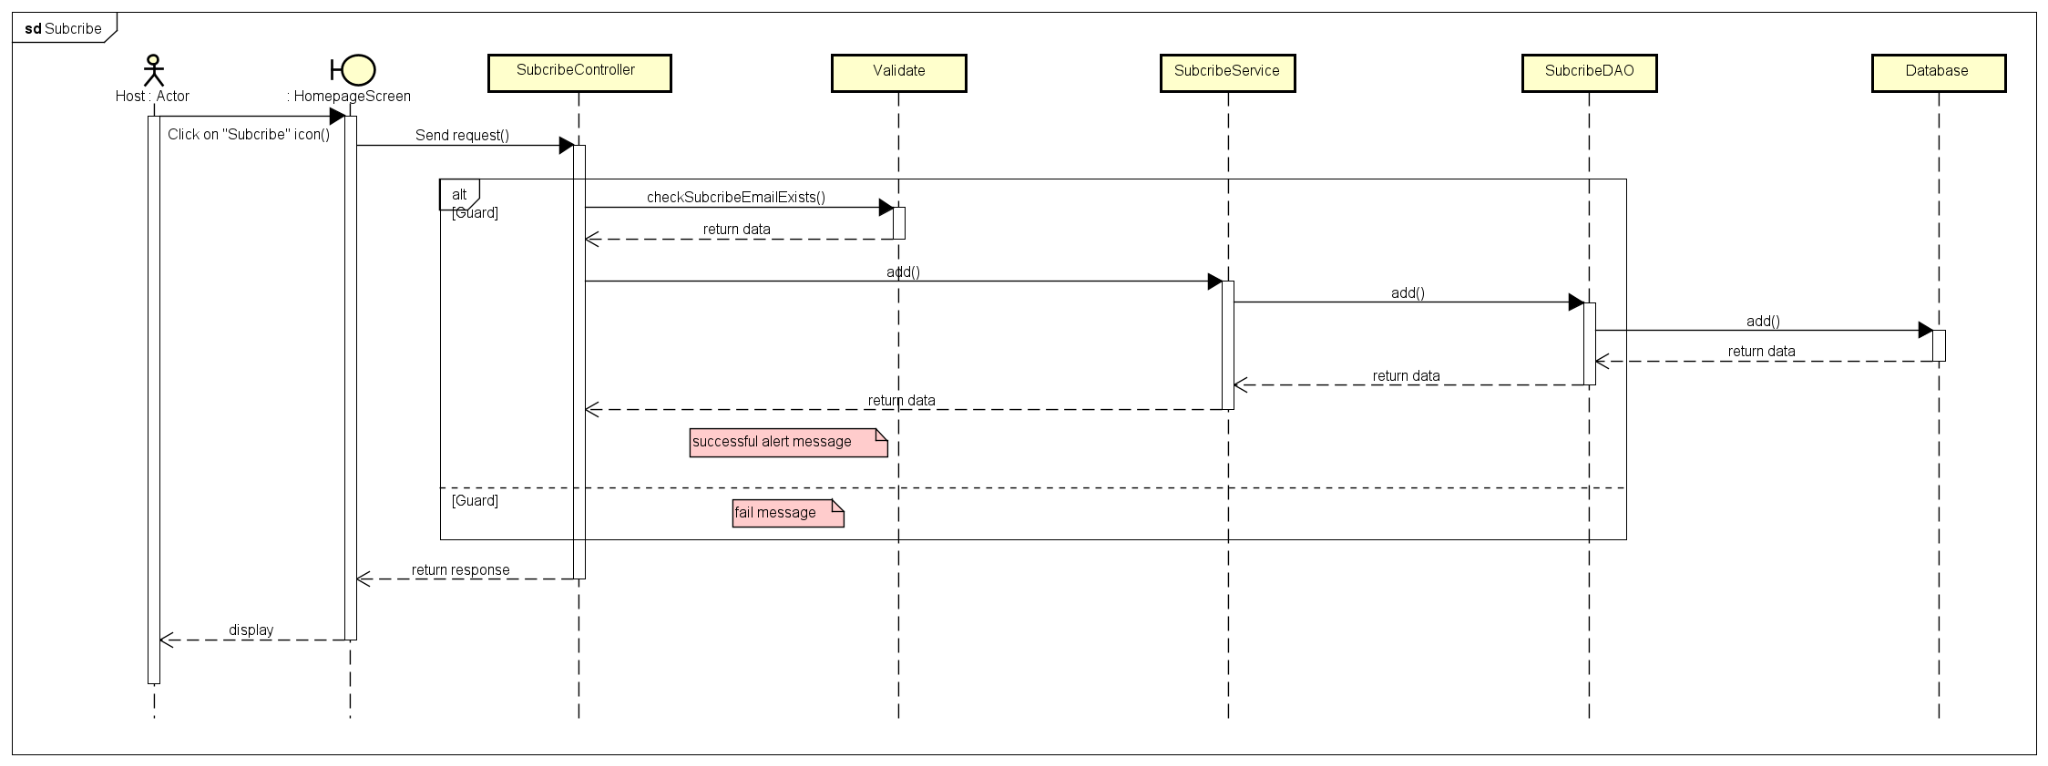 sd Subcribe
Host : Actor
: HomepageScreen
SubcribeController
Validate
SubcribeService
SubcribeDAO
Database
Click on "Subcribe" icon()
Send request()
alt
[Guard]
checkSubcribeEmailExists()
return data
add()
add()
add()
return data
return data
return data
successful alert message
[Guard]
fail message
return response
display